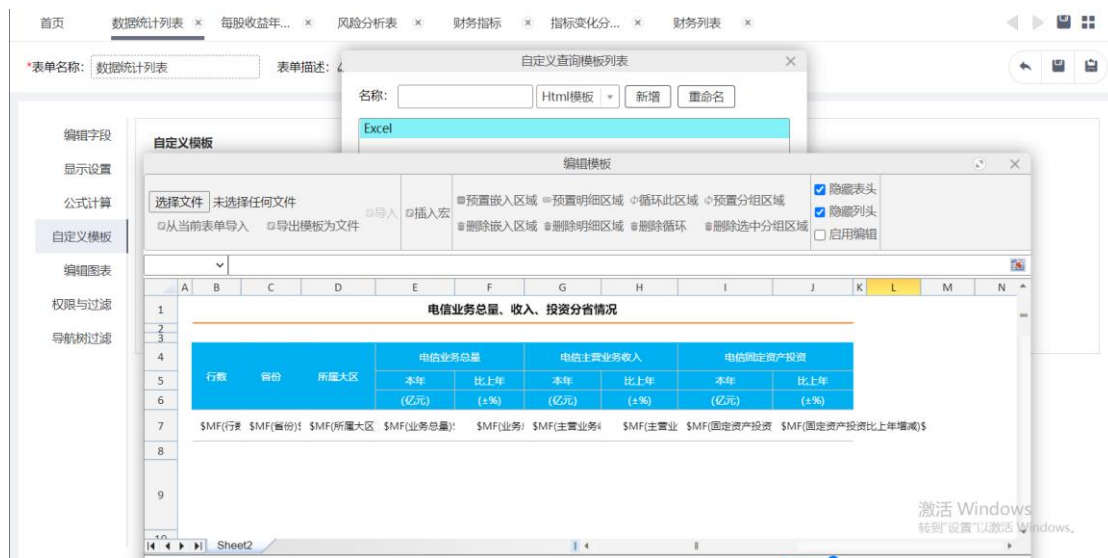 首页 数据统计列表 × 每股收益年... × 风险分析表 × 财务指标 × 指标变化分... × 财务列表 ×
*表单名称: 数据统计列表 表单描述:
自定义查询模板列表 ×
名称: Html模板 新增 重命名
Excel
编辑字段
显示设置
公式计算
自定义模板
编辑图表
权限与过滤
导航树过滤
自定义模板
编辑模板 ×
选择文件 未选择任何文件 导入 插入宏 预置嵌入区域 预置明细区域 循环此区域 预置分组区域 隐藏表头
隐藏列头
从当前表单导入 导出模板为文件 删除嵌入区域 删除明细区域 删除循环 删除选中分组区域 启用编辑
A B C D E F G H I J K L M N
1 电信业务总量、收入、投资分省情况
2
3
4 电信业务总量 电信主营业务收入 电信固定资产投资
5 行数 省份 所属大区 本年 比上年 本年 比上年 本年 比上年
6 (亿元) (±%) (亿元) (±%) (亿元) (±%)
7 $MF(行 $MF(省份)$ $MF(所属大区 $MF(业务总量)$ $MF(业务 $MF(主营业务 $MF(主营业 $MF(固定资产投资 $MF(固定资产投资比上年增减)$
8
9
10
Sheet2
激活 Windows
转到"设置"以激活 Windows。